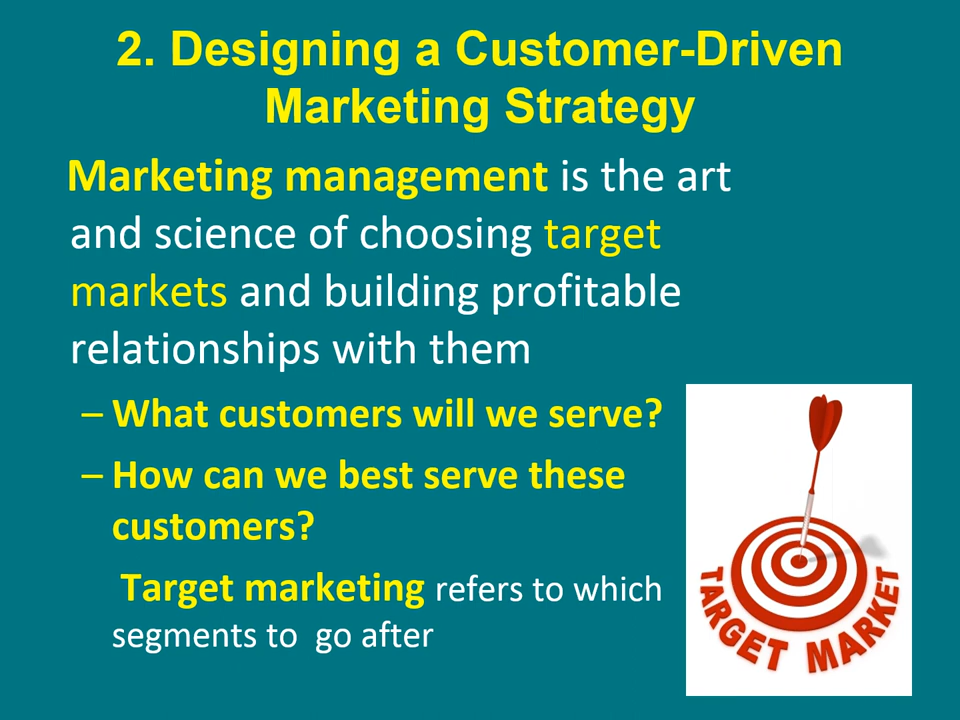 2. Designing a Customer-Driven
Marketing Strategy
Marketing management is the art
and science of choosing target
markets and building profitable
relationships with them
– What customers will we serve?
– How can we best serve these
customers?
Target marketing refers to which
segments to go after
TARGET MARKET